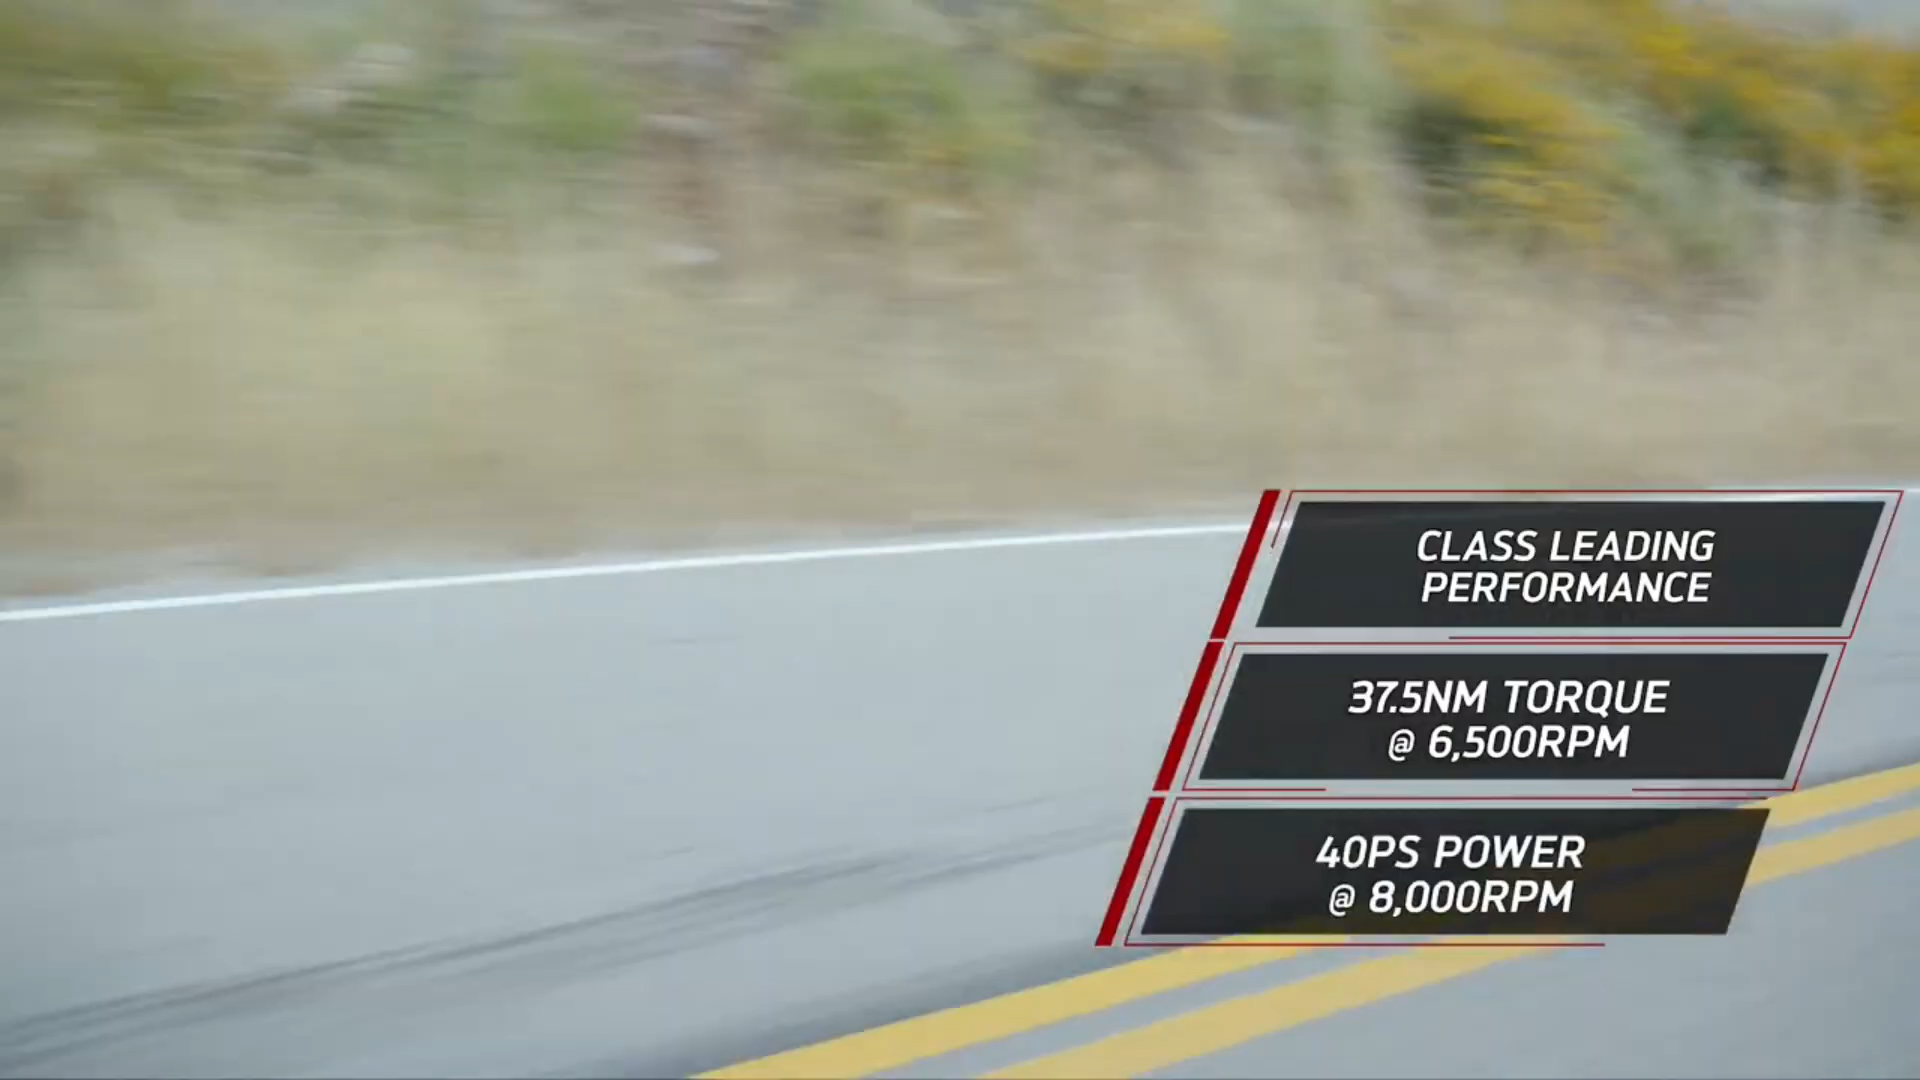 CLASS LEADING
PERFORMANCE
37.5NM TORQUE
@ 6,500RPM
40PS POWER
@ 8,000RPM